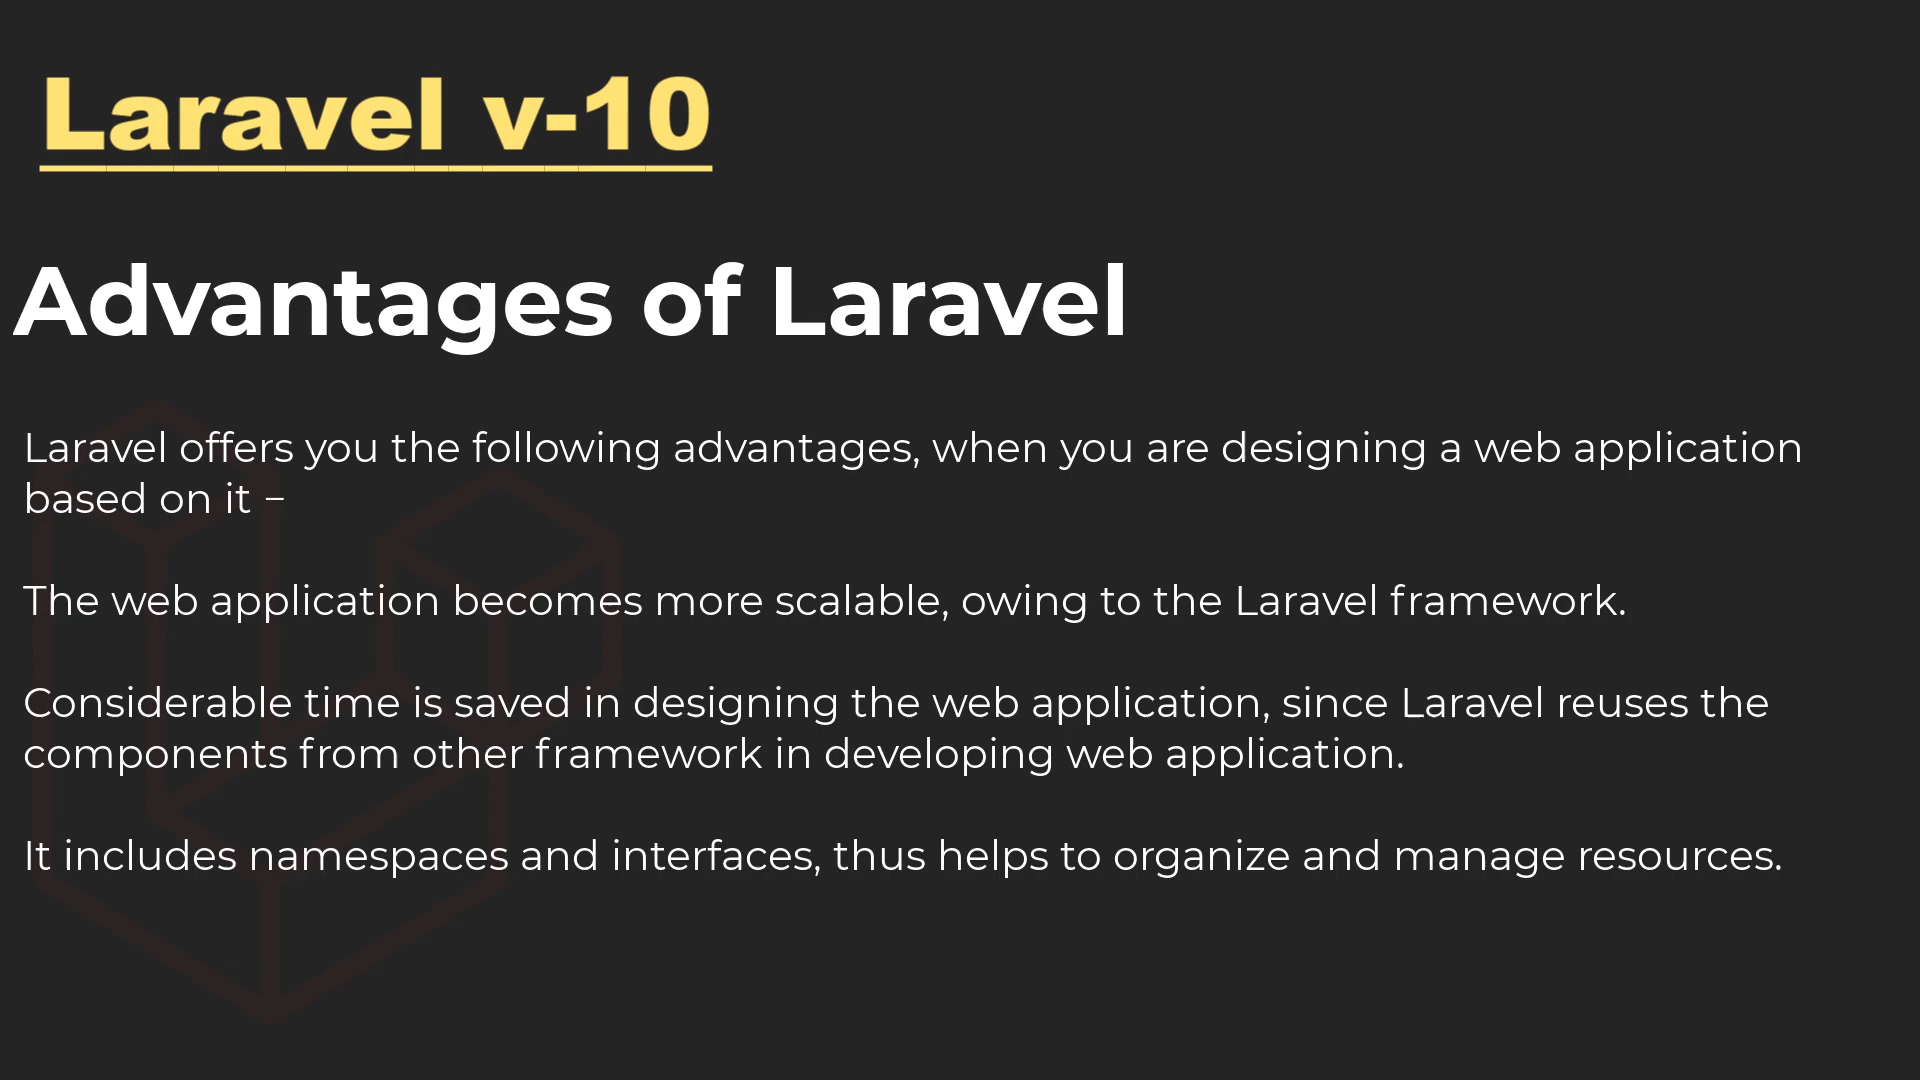 Laravel v-10
Advantages of Laravel
Laravel offers you the following advantages, when you are designing a web application
based on it −
The web application becomes more scalable, owing to the Laravel framework.
Considerable time is saved in designing the web application, since Laravel reuses the
components from other framework in developing web application.
It includes namespaces and interfaces, thus helps to organize and manage resources.